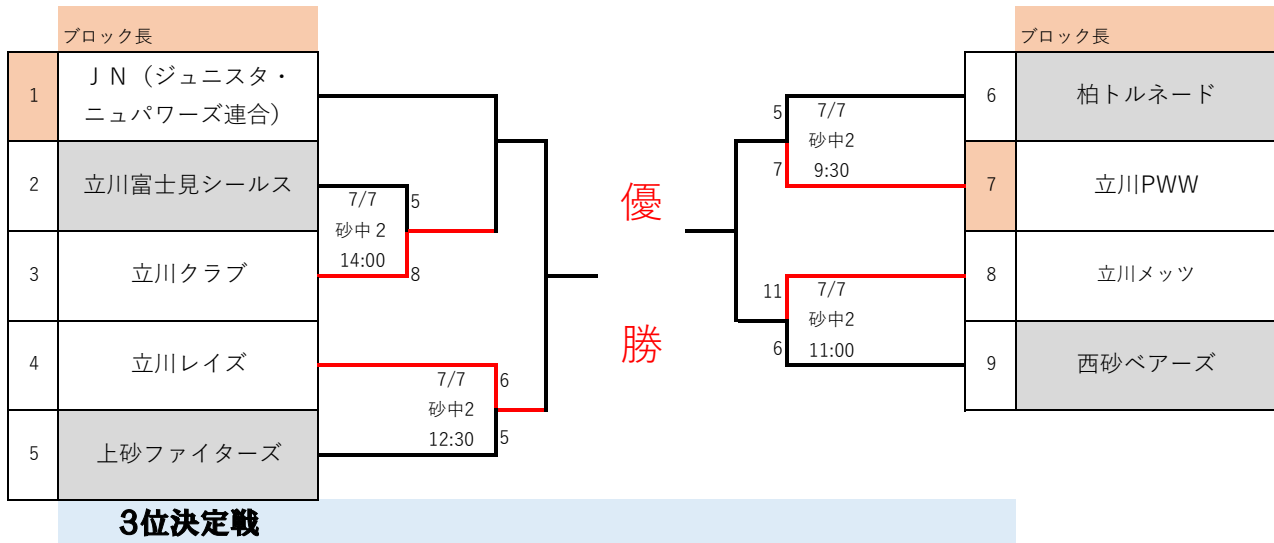 ブロック長
1
ＪＮ（ジュニスタ・
ニュパワーズ連合）
2
立川富士見シールス
3
立川クラブ
4
立川レイズ
5
上砂ファイターズ
7/7
砂中２
14:00
5
8
7/7
砂中2
12:30
6
5
優
勝
5
7
7/7
砂中2
9:30
11
6
7/7
砂中2
11:00
ブロック長
6
柏トルネード
7
立川PWW
8
立川メッツ
9
西砂ベアーズ
3位決定戦